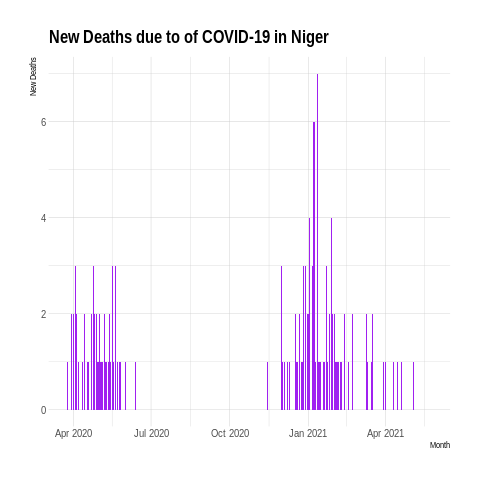 New Deaths due to of COVID-19 in Niger
New Deaths
6
4
2
0
Apr 2020 Jul 2020 Oct 2020 Jan 2021 Apr 2021
Month